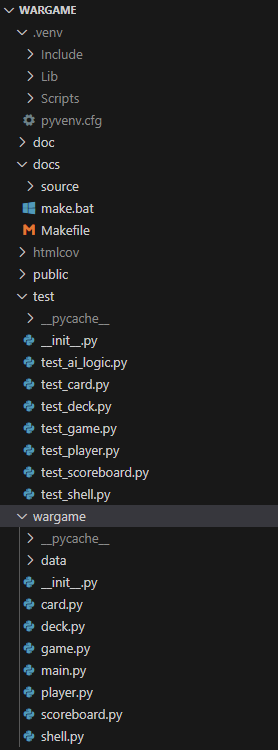 WARGAME
.venv
Include
Lib
Scripts
pyvenv.cfg
doc
docs
source
make.bat
Makefile
htmlcov
public
test
__pycache__
__init__.py
test_ai_logic.py
test_card.py
test_deck.py
test_game.py
test_player.py
test_scoreboard.py
test_shell.py
wargame
__pycache__
data
__init__.py
card.py
deck.py
game.py
main.py
player.py
scoreboard.py
shell.py